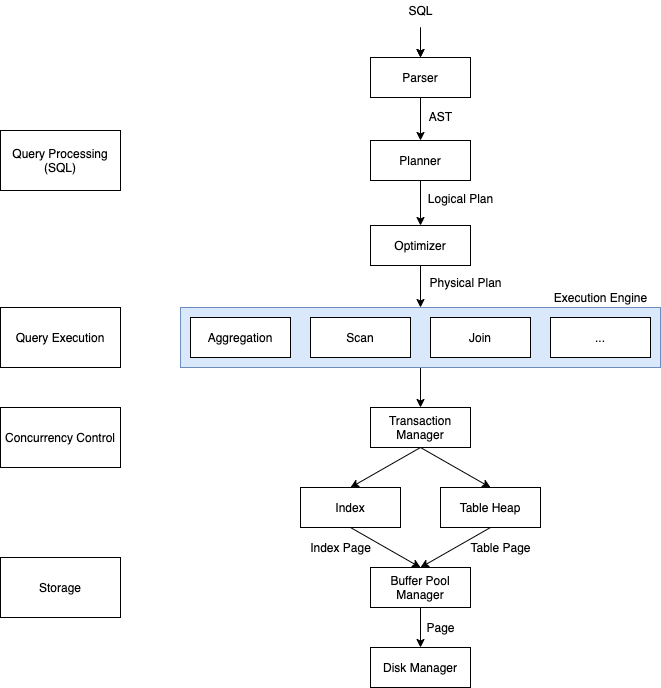 SQL
Parser
AST
Query Processing
(SQL)
Planner
Logical Plan
Optimizer
Physical Plan
Execution Engine
Query Execution
Aggregation
Scan
Join
...
Concurrency Control
Transaction
Manager
Index
Table Heap
Index Page
Table Page
Storage
Buffer Pool
Manager
Page
Disk Manager